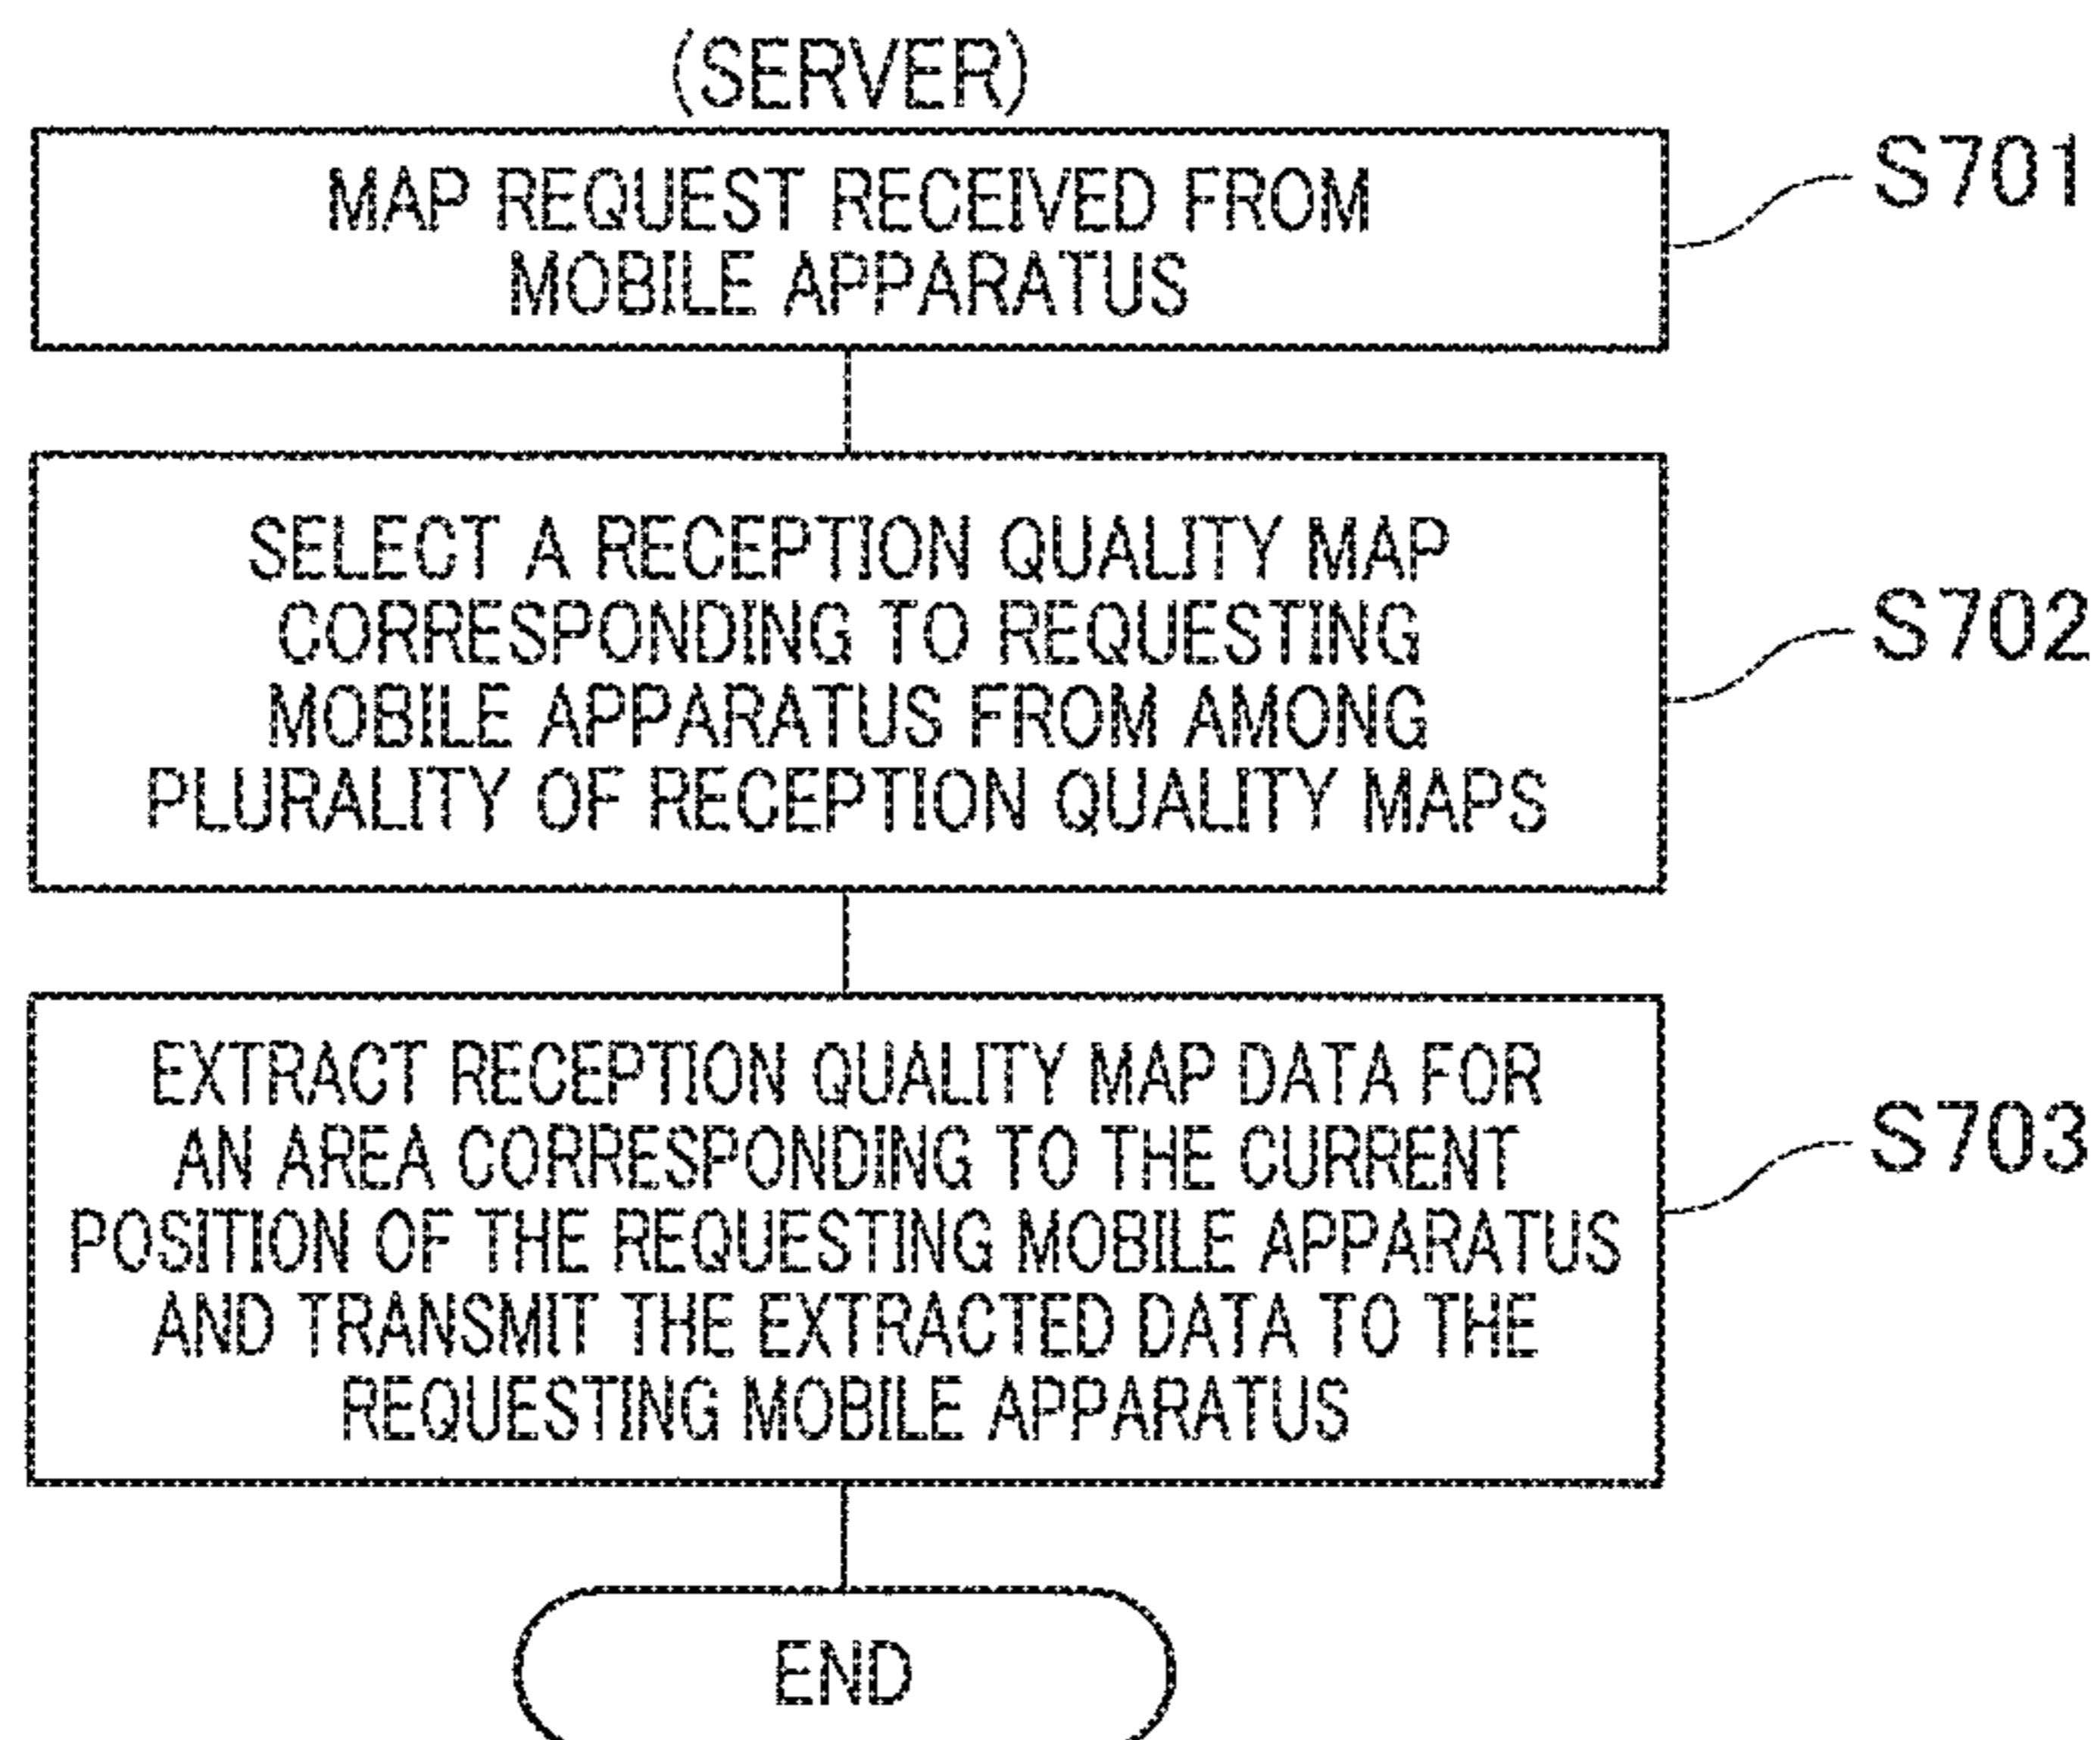 (SERVER)
MAP REQUEST RECEIVED FROM
MOBILE APPARATUS
S701
SELECT A RECEPTION QUALITY MAP
CORRESPONDING TO REQUESTING
MOBILE APPARATUS FROM AMONG
PLURALITY OF RECEPTION QUALITY MAPS
S702
EXTRACT RECEPTION QUALITY MAP DATA FOR
AN AREA CORRESPONDING TO THE CURRENT
POSITION OF THE REQUESTING MOBILE APPARATUS
AND TRANSMIT THE EXTRACTED DATA TO THE
REQUESTING MOBILE APPARATUS
S703
END